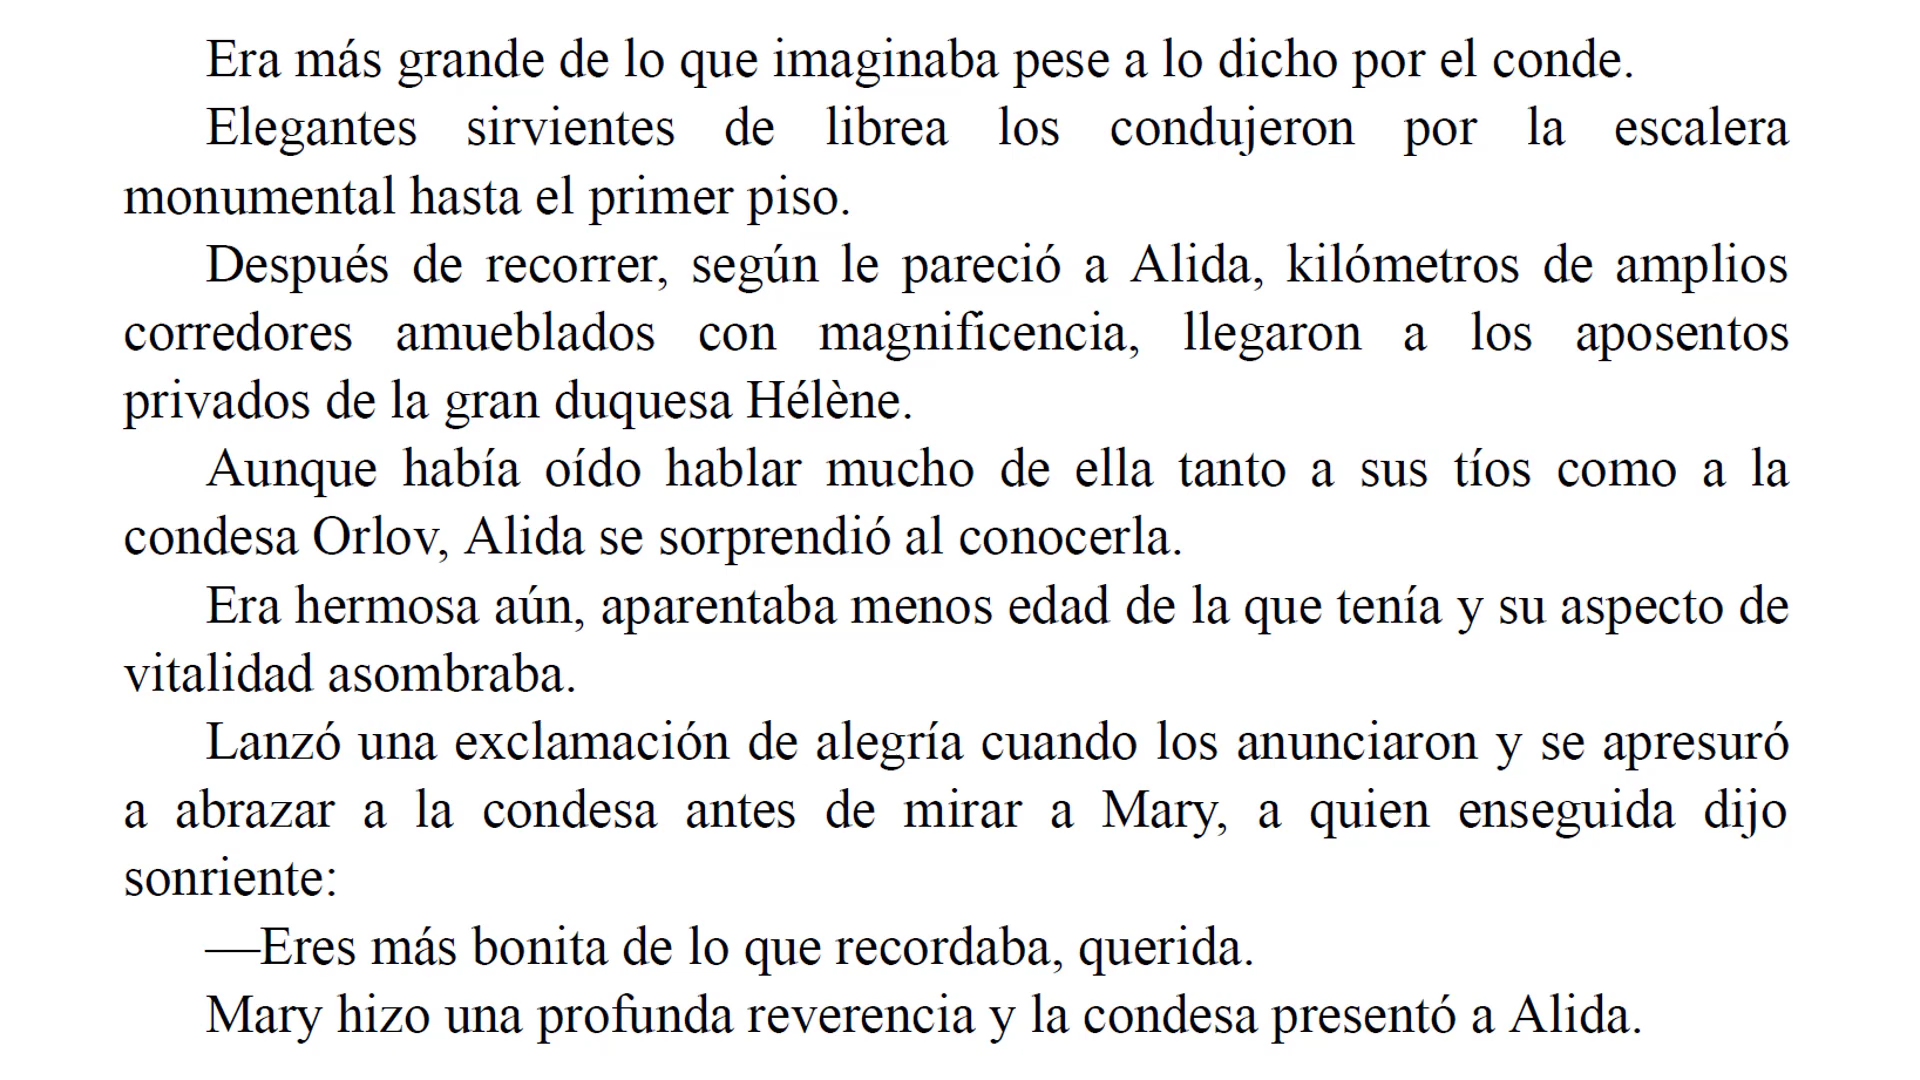 Era más grande de lo que imaginaba pese a lo dicho por el conde.
Elegantes sirvientes de librea los condujeron por la escalera
monumental hasta el primer piso.
Después de recorrer, según le pareció a Alida, kilómetros de amplios
corredores amueblados con magnificencia, llegaron a los aposentos
privados de la gran duquesa Hélène.
Aunque había oído hablar mucho de ella tanto a sus tíos como a la
condesa Orlov, Alida se sorprendió al conocerla.
Era hermosa aún, aparentaba menos edad de la que tenía y su aspecto de
vitalidad asombraba.
Lanzó una exclamación de alegría cuando los anunciaron y se apresuró
a abrazar a la condesa antes de mirar a Mary, a quien enseguida dijo
sonriente:
—Eres más bonita de lo que recordaba, querida.
Mary hizo una profunda reverencia y la condesa presentó a Alida.